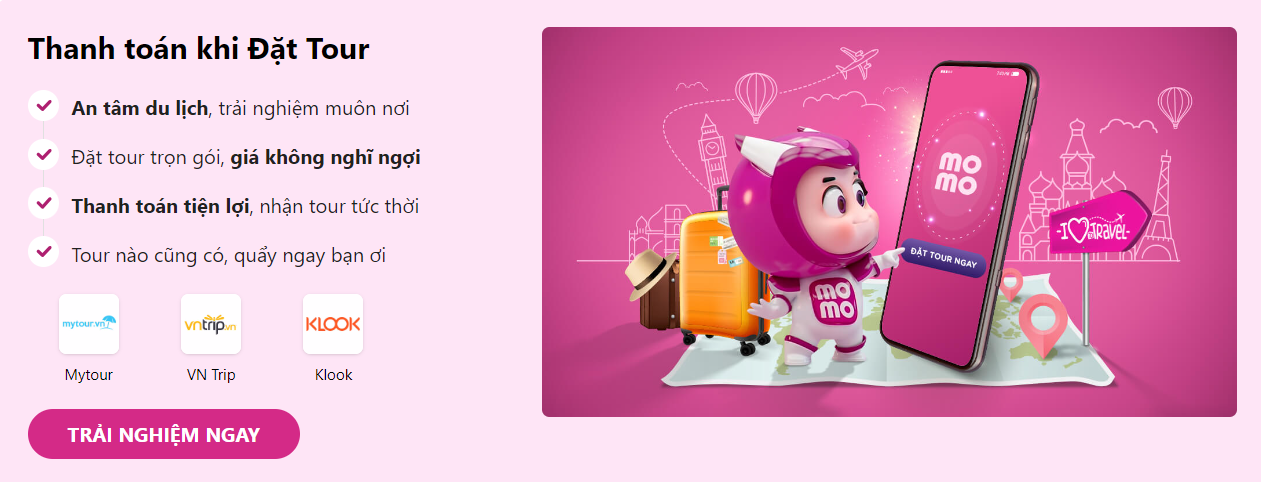 Thanh toán khi Đặt Tour
An tâm du lịch, trải nghiệm muôn nơi
Đặt tour trọn gói, giá không nghĩ ngợi
Thanh toán tiện lợi, nhận tour tức thời
Tour nào cũng có, quẩy ngay bạn ơi
mytour.vn
vntrip.vn
KLOOK
Mytour
VN Trip
Klook
TRẢI NGHIỆM NGAY
mo
mo
I TRAVEL
ĐẶT TOUR NGAY
mo
mo